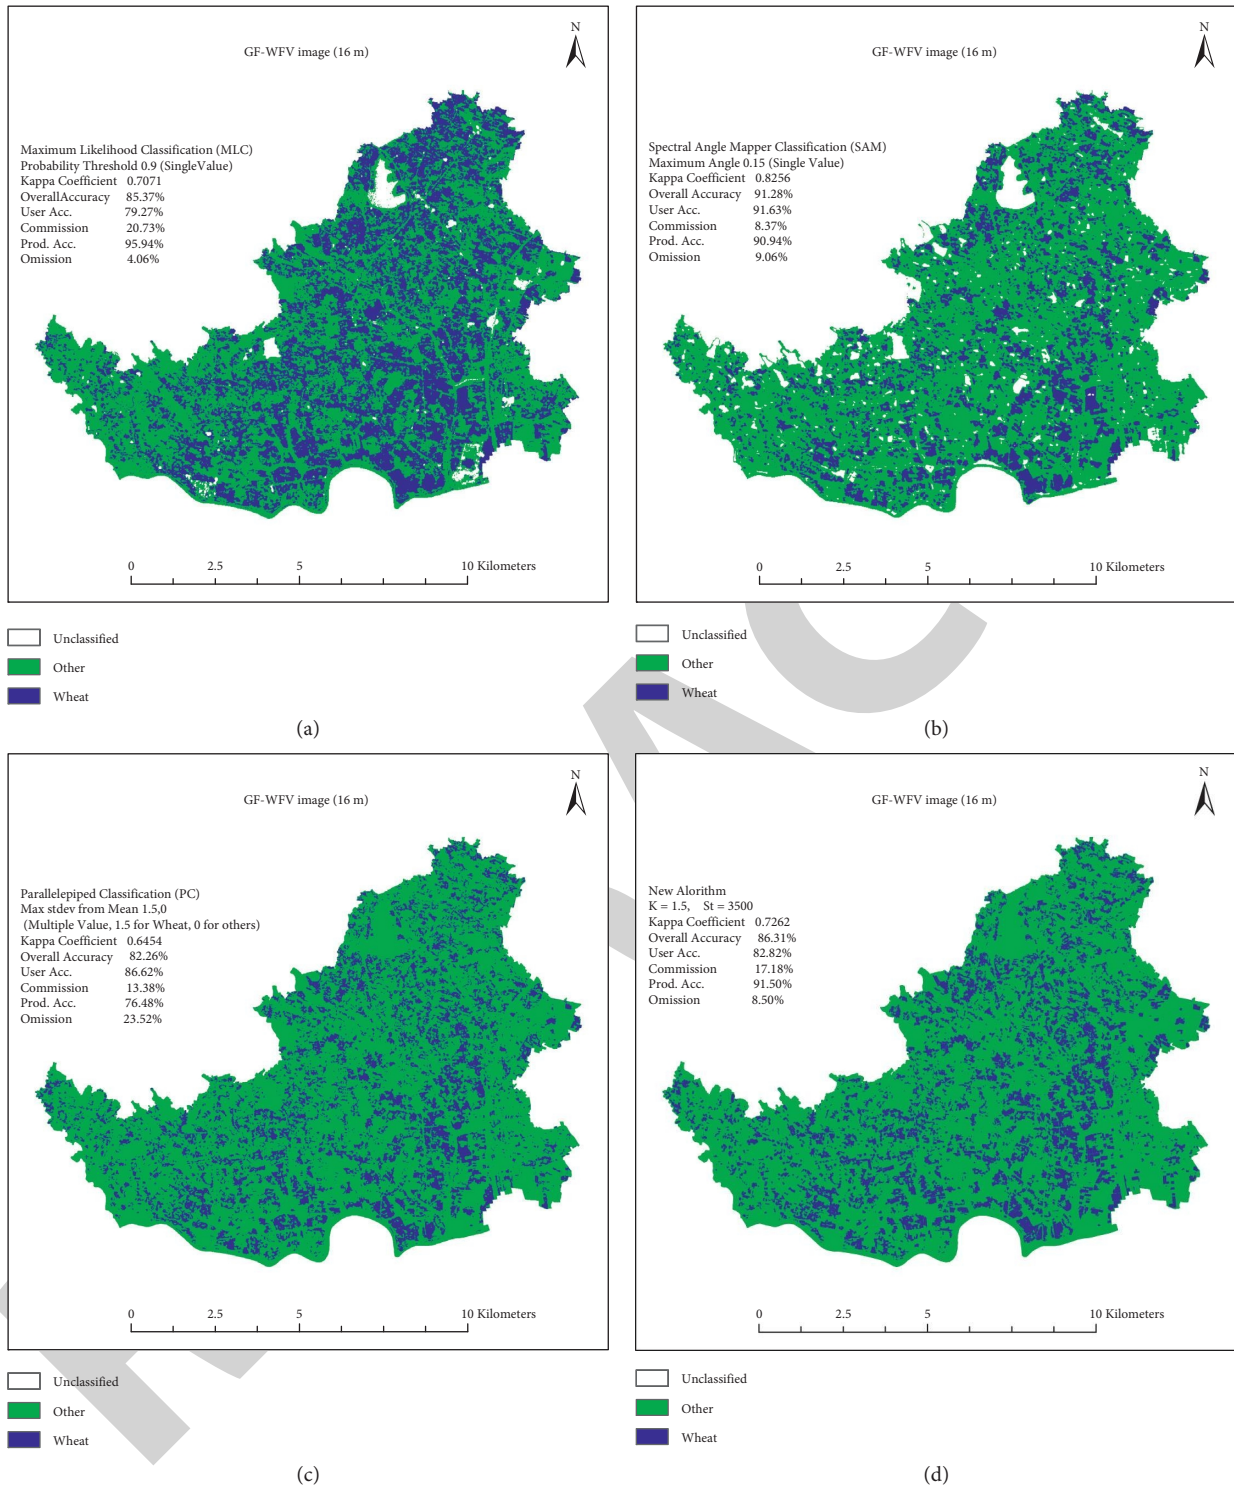 GF-WFV image (16 m)
N
Maximum Likelihood Classification (MLC)
Probability Threshold 0.9 (SingleValue)
Kappa Coefficient 0.7071
OverallAccuracy 85.37%
User Acc. 79.27%
Commission 20.73%
Prod. Acc. 95.94%
Omission 4.06%
0 2.5 5 10 Kilometers
Unclassified
Other
Wheat
(a)
GF-WFV image (16 m)
N
Spectral Angle Mapper Classification (SAM)
Maximum Angle 0.15 (Single Value)
Kappa Coefficient 0.8256
Overall Accuracy 91.28%
User Acc. 91.63%
Commission 8.37%
Prod. Acc. 90.94%
Omission 9.06%
0 2.5 5 10 Kilometers
Unclassified
Other
Wheat
(b)
GF-WFV image (16 m)
N
Parallelepiped Classification (PC)
Max stdev from Mean 1.5,0
(Multiple Value, 1.5 for Wheat, 0 for others)
Kappa Coefficient 0.6454
Overall Accuracy 82.26%
User Acc. 86.62%
Commission 13.38%
Prod. Acc. 76.48%
Omission 23.52%
0 2.5 5 10 Kilometers
Unclassified
Other
Wheat
(c)
GF-WFV image (16 m)
N
New Alorithm
K = 1.5, St = 3500
Kappa Coefficient 0.7262
Overall Accuracy 86.31%
User Acc. 82.82%
Commission 17.18%
Prod. Acc. 91.50%
Omission 8.50%
0 2.5 5 10 Kilometers
Unclassified
Other
Wheat
(d)